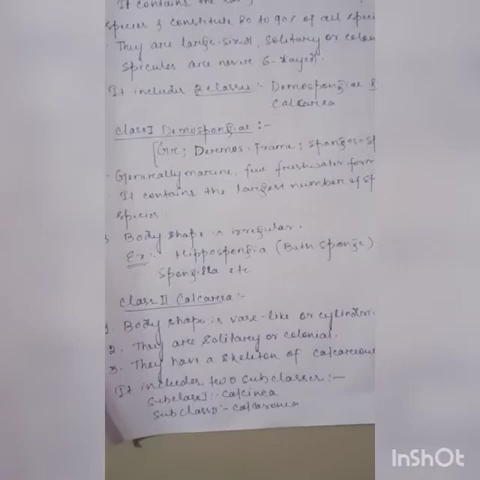 It contains the
species & constitute 80 to 90% of all speci
- They are large-sized, solitary or colon
Spicules are never 6-rayed.
It includes 2 classes :- Demospongiae &
Calcarea
Class I Demospongiae :-
[Gr; Deremos-Frame; spongos-sp
- Generally marine, few freshwater form
- It contains the largest number of sp
species
3. Body shape is irregular.
Ex:- Hippospongia (Bath sponge)
Spongilla etc
Class II Calcarea :-
1. Body shape is vase-like or cylindri
2. They are solitary or colonial.
3. They have a skeleton of calcareous
It includes two subclasses :-
Subclass I :- Calcinea
Subclass :- Calcaronea
InShOt